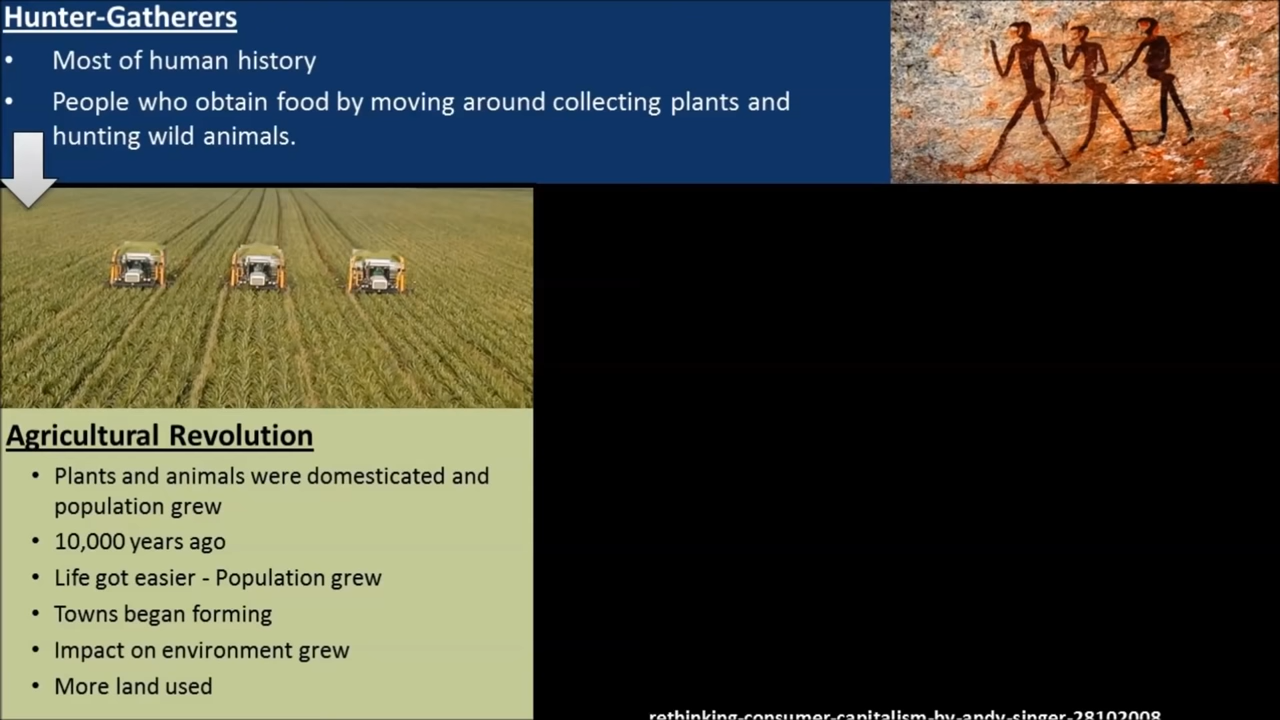 Hunter-Gatherers
• Most of human history
• People who obtain food by moving around collecting plants and
hunting wild animals.
Agricultural Revolution
• Plants and animals were domesticated and
population grew
• 10,000 years ago
• Life got easier - Population grew
• Towns began forming
• Impact on environment grew
• More land used
rethinking-consumer-capitalism-by-andy-singer-28102008